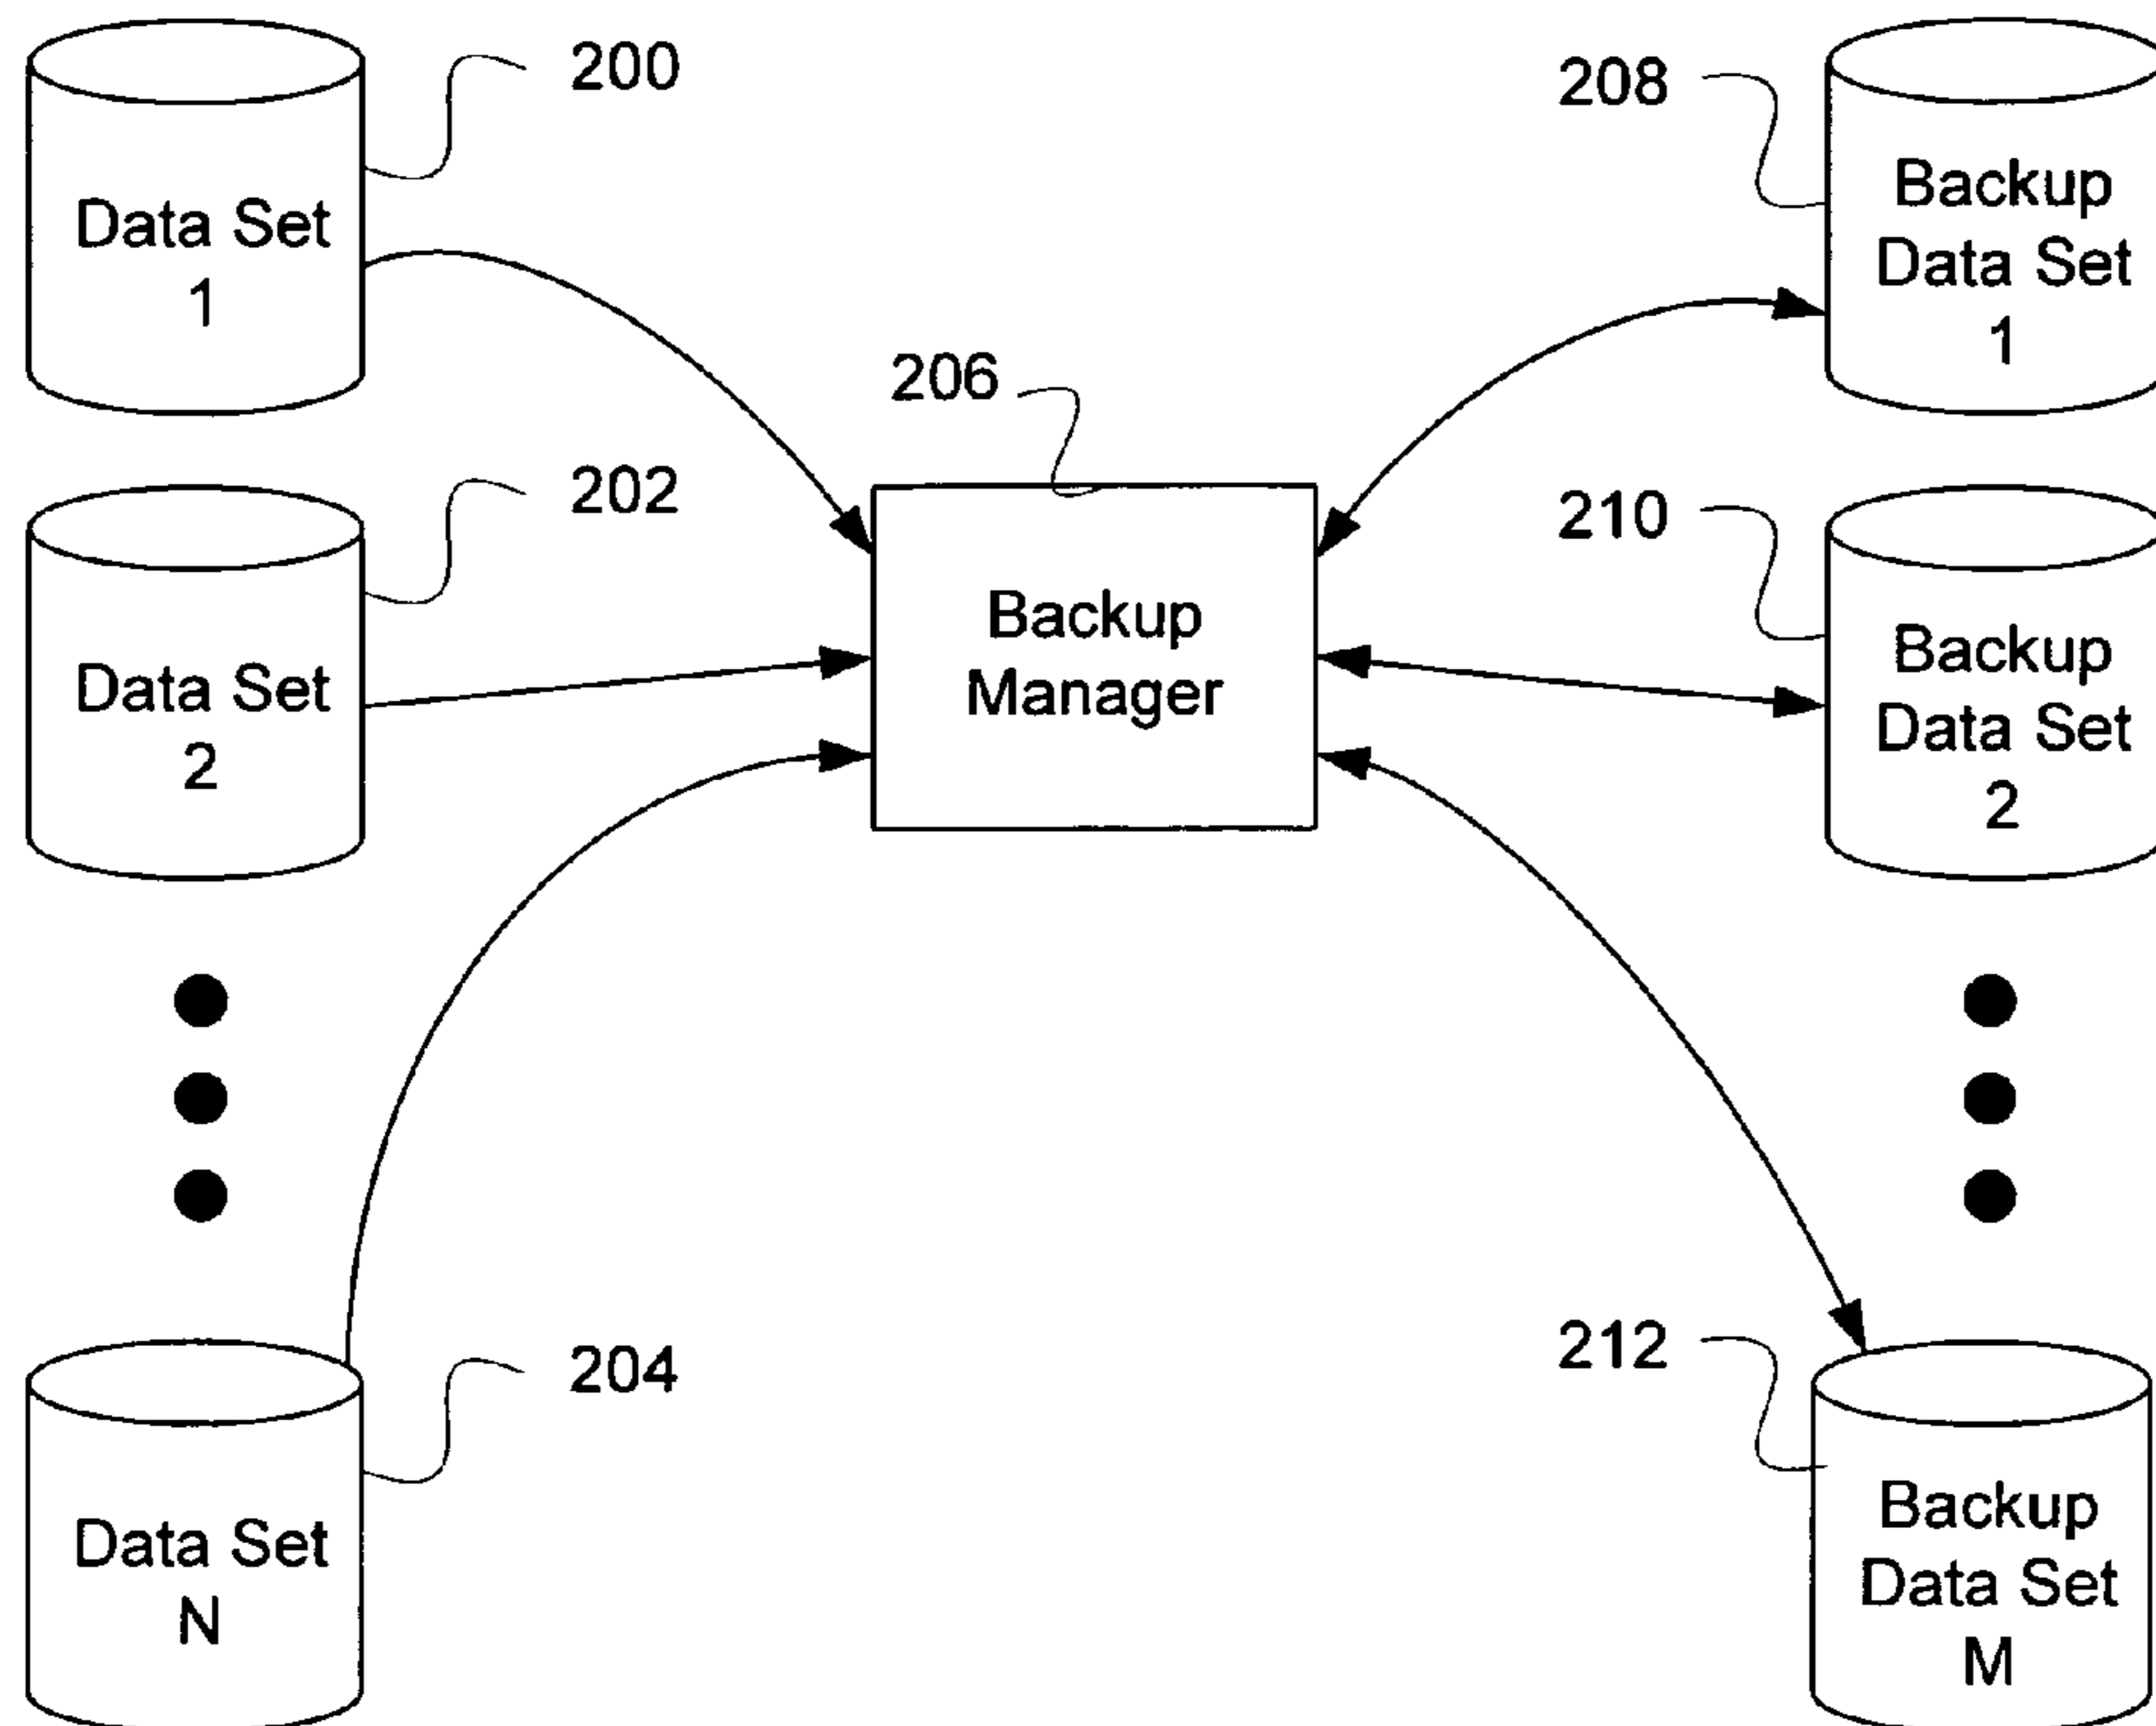 200
Data Set
1
202
Data Set
2
204
Data Set
N
206
Backup
Manager
208
Backup
Data Set
1
210
Backup
Data Set
2
212
Backup
Data Set
M